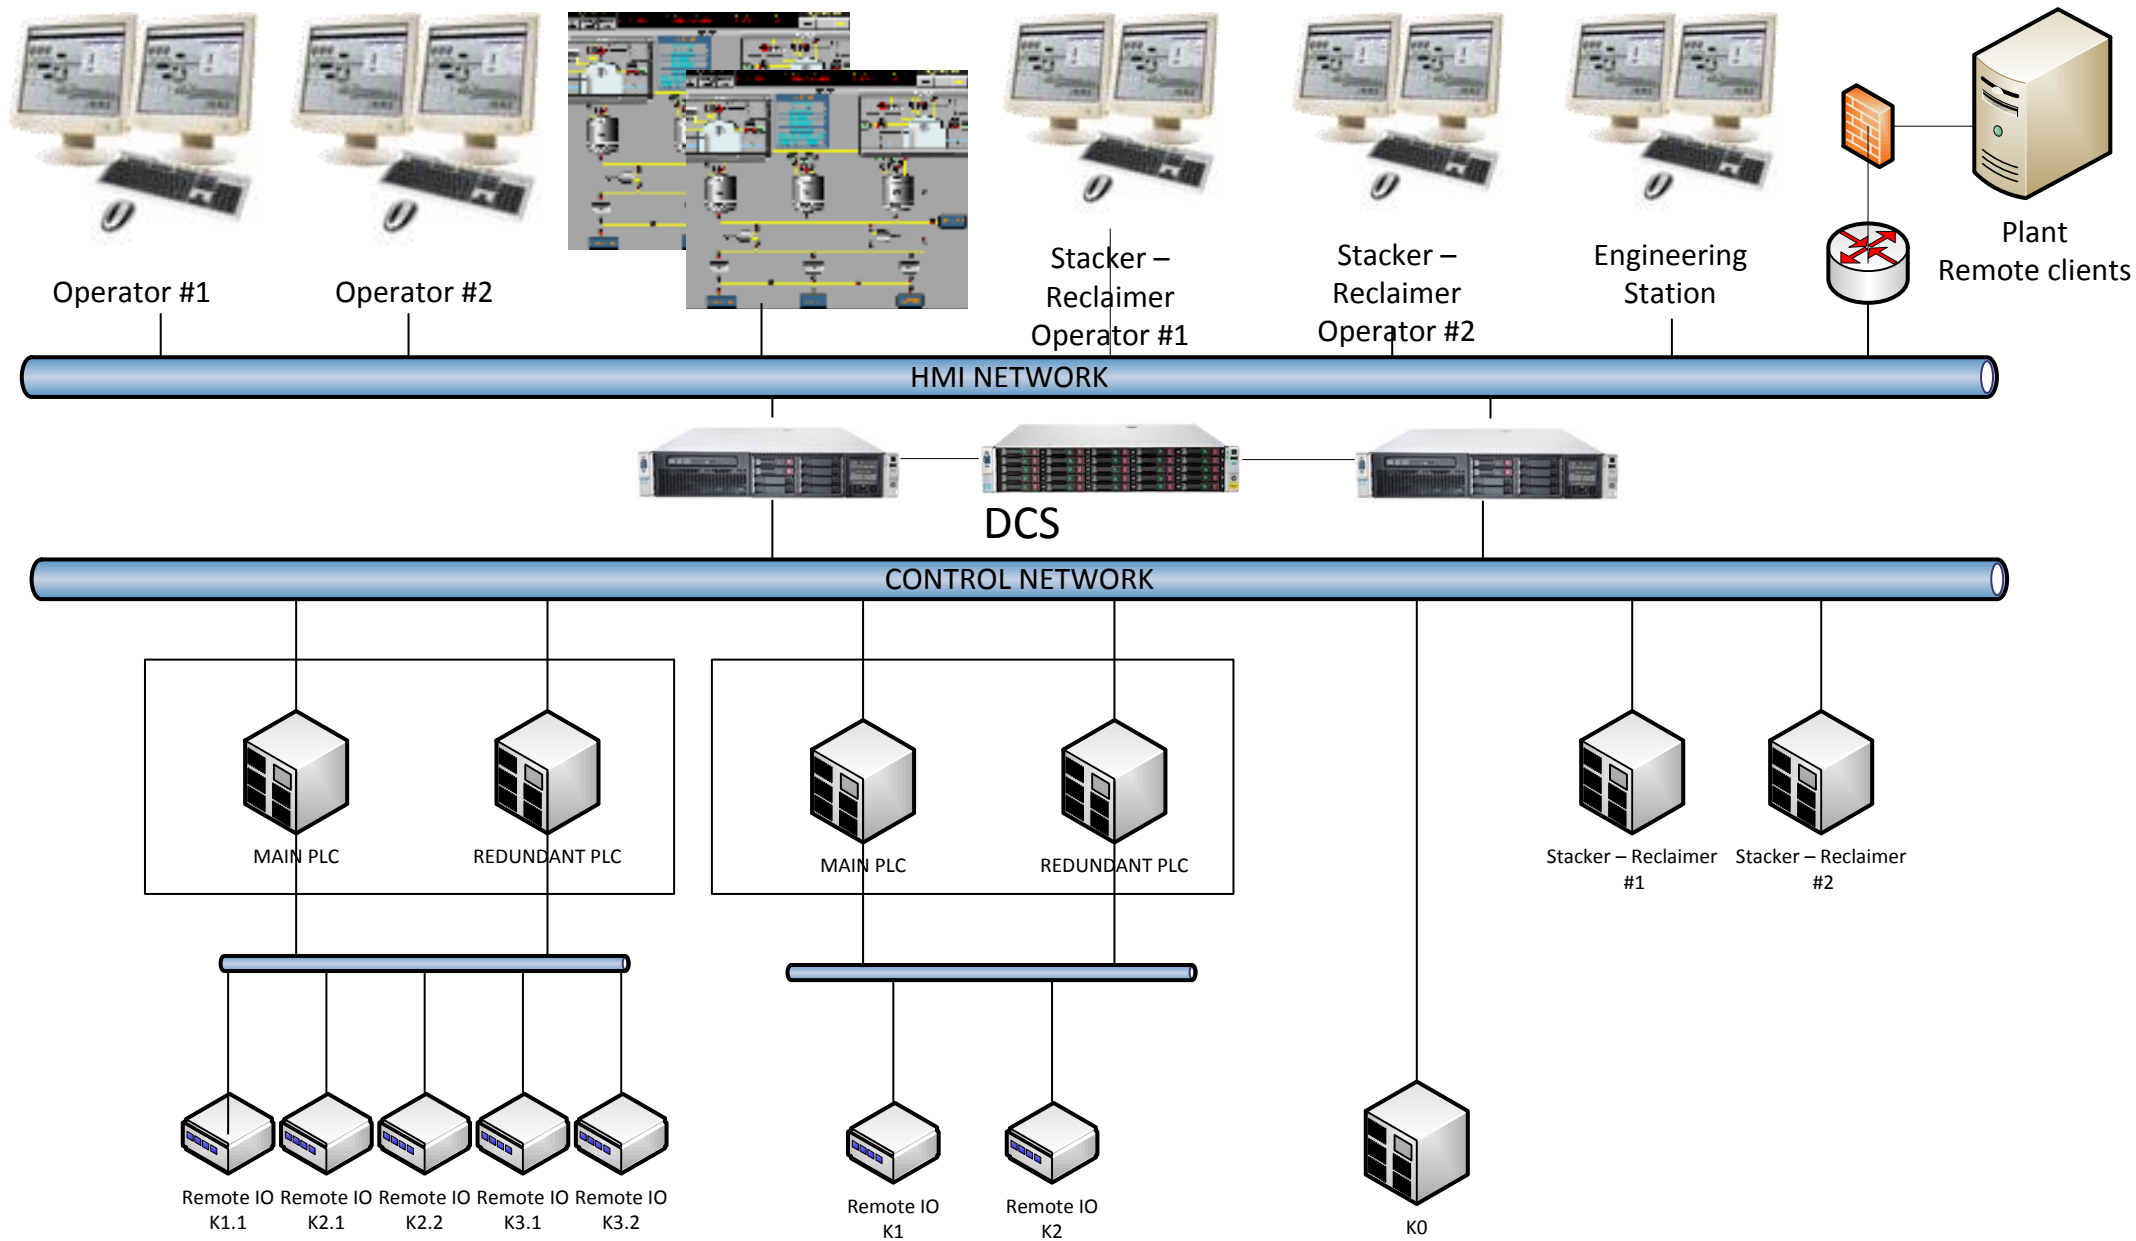 Operator #1
Operator #2
Stacker –
Reclaimer
Operator #1
Stacker –
Reclaimer
Operator #2
Engineering
Station
Plant
Remote clients
HMI NETWORK
DCS
CONTROL NETWORK
MAIN PLC
REDUNDANT PLC
MAIN PLC
REDUNDANT PLC
Stacker – Reclaimer
#1
Stacker – Reclaimer
#2
Remote IO
K1.1
Remote IO
K2.1
Remote IO
K2.2
Remote IO
K3.1
Remote IO
K3.2
Remote IO
K1
Remote IO
K2
K0